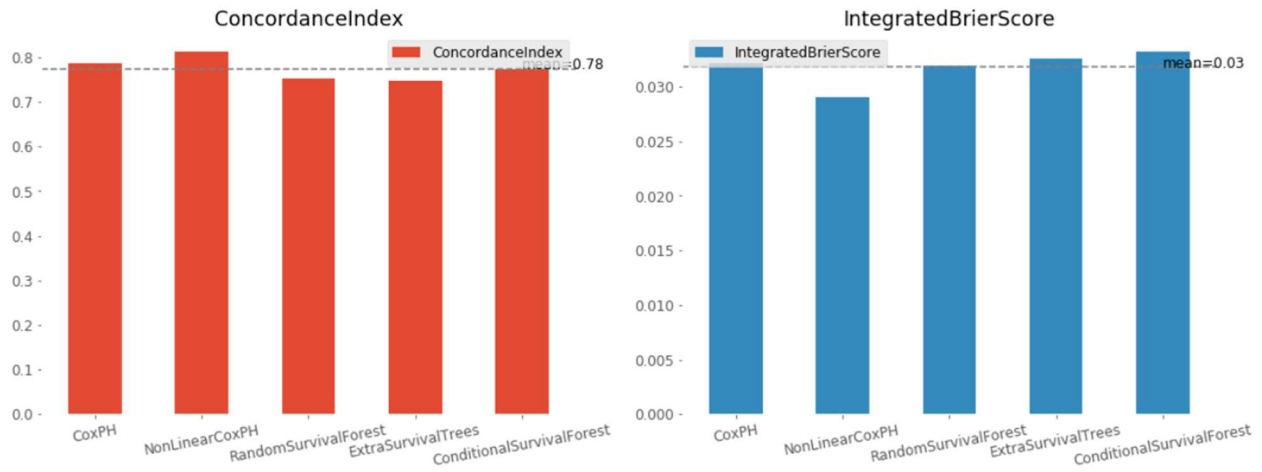 ConcordanceIndex
ConcordanceIndex
mean=0.78
0.8
0.7
0.6
0.5
0.4
0.3
0.2
0.1
0.0
CoxPH
NonLinearCoxPH
RandomSurvivalForest
ExtraSurvivalTrees
ConditionalSurvivalForest
IntegratedBrierScore
IntegratedBrierScore
mean=0.03
0.030
0.025
0.020
0.015
0.010
0.005
0.000
CoxPH
NonLinearCoxPH
RandomSurvivalForest
ExtraSurvivalTrees
ConditionalSurvivalForest